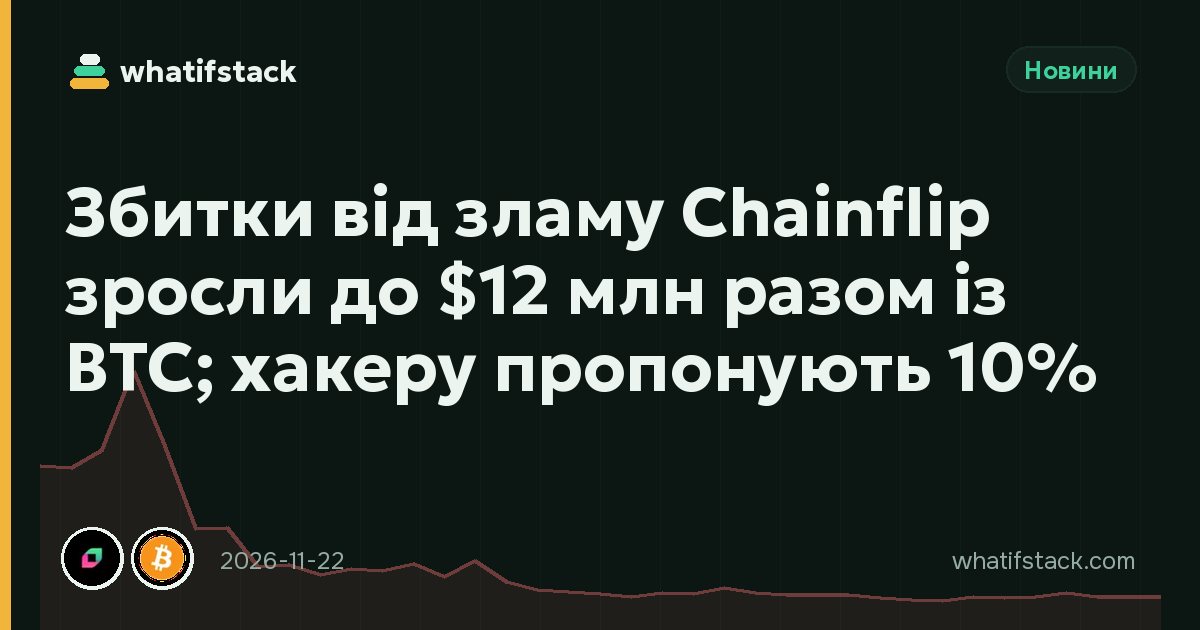 whatifstack
Новини
Збитки від зламу Chainflip
зросли до $12 млн разом із
BTC; хакеру пропонують 10%
2026-11-22
whatifstack.com